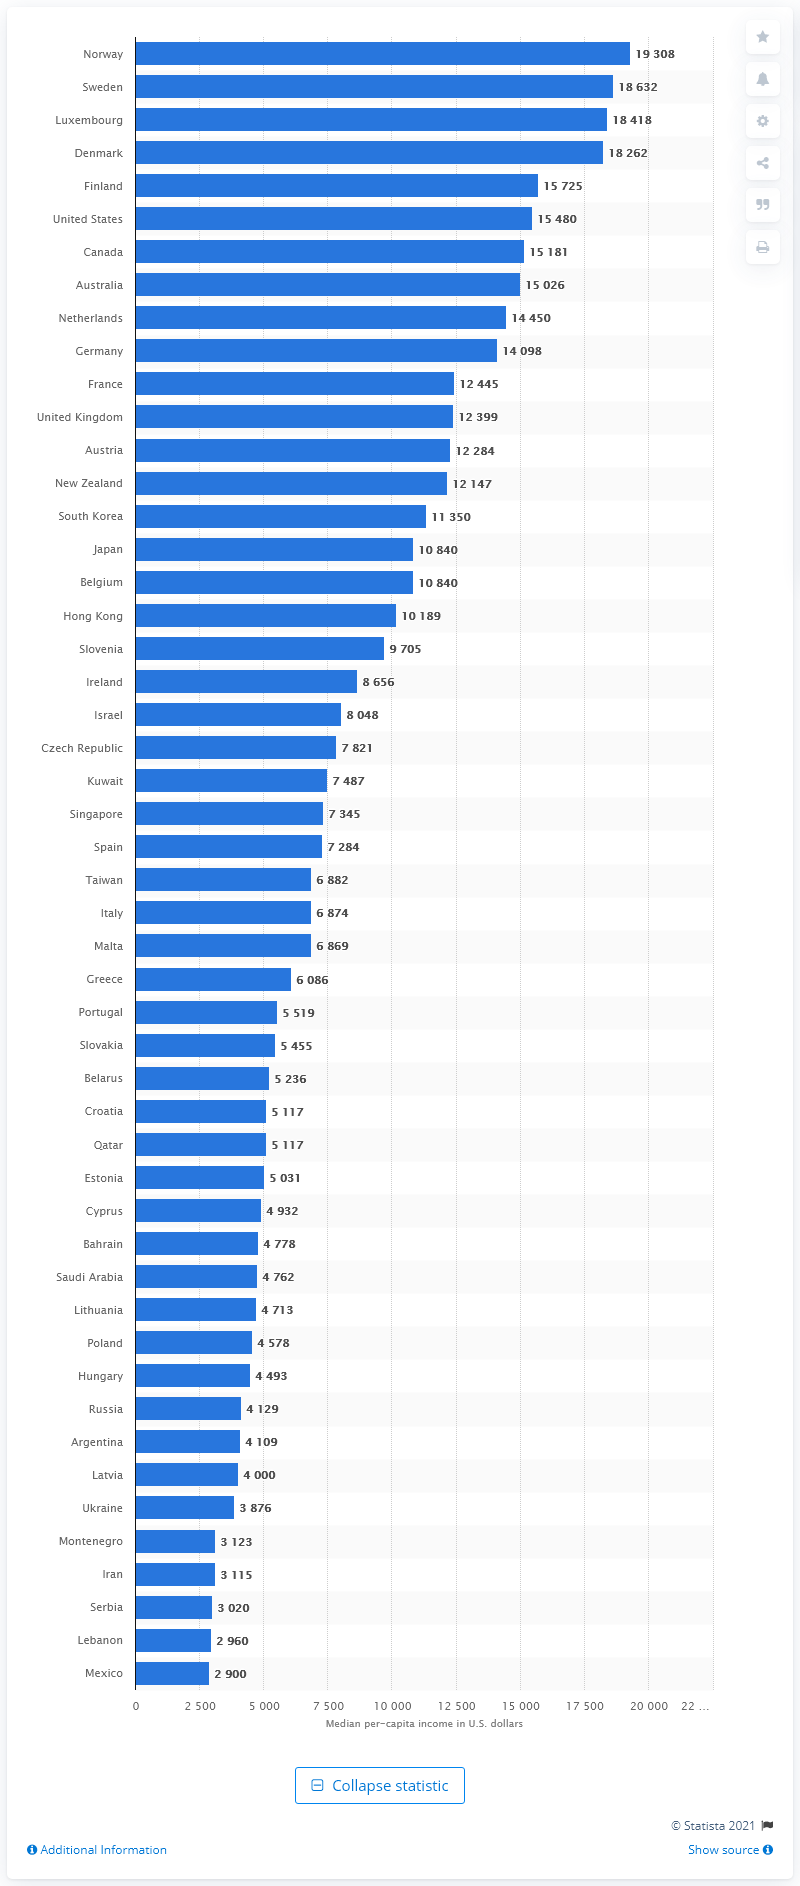 Norway 19 308
Sweden 18 632
Luxembourg 18 418
Denmark 18 262
Finland 15 725
United States 15 480
Canada 15 181
Australia 15 026
Netherlands 14 450
Germany 14 098
France 12 445
United Kingdom 12 399
Austria 12 284
New Zealand 12 147
South Korea 11 350
Japan 10 840
Belgium 10 840
Hong Kong 10 189
Slovenia 9 705
Ireland 8 656
Israel 8 048
Czech Republic 7 821
Kuwait 7 487
Singapore 7 345
Spain 7 284
Taiwan 6 882
Italy 6 874
Malta 6 869
Greece 6 086
Portugal 5 519
Slovakia 5 455
Belarus 5 236
Croatia 5 117
Qatar 5 117
Estonia 5 031
Cyprus 4 932
Bahrain 4 778
Saudi Arabia 4 762
Lithuania 4 713
Poland 4 578
Hungary 4 493
Russia 4 129
Argentina 4 109
Latvia 4 000
Ukraine 3 876
Montenegro 3 123
Iran 3 115
Serbia 3 020
Lebanon 2 960
Mexico 2 900
0 2 500 5 000 7 500 10 000 12 500 15 000 17 500 20 000 22 ...
Median per-capita income in U.S. dollars
Collapse statistic
© Statista 2021
Additional Information Show source